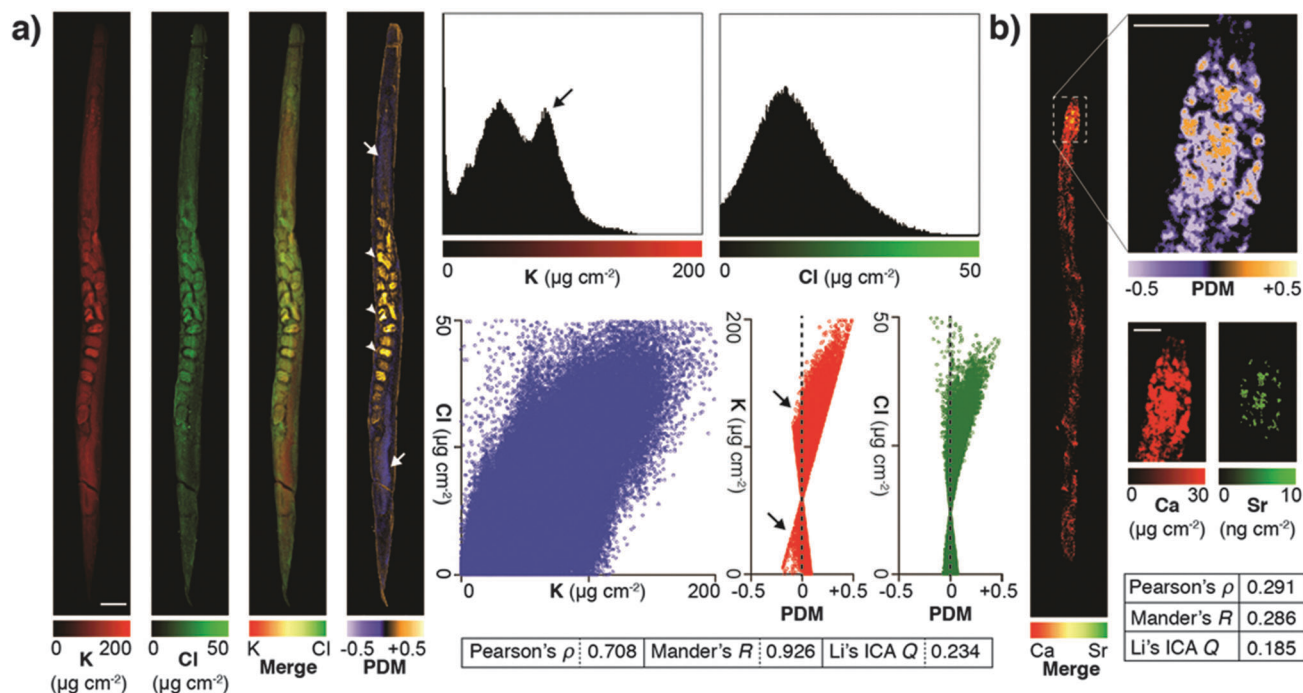 a)
K
0 200
(µg cm⁻²)
Cl
0 50
(µg cm⁻²)
K Cl
Merge
-0.5 +0.5
PDM
0 200
K (µg cm⁻²)
0 50
Cl (µg cm⁻²)
50
Cl (µg cm⁻²)
0
0 200
K (µg cm⁻²)
200
K (µg cm⁻²)
0
-0.5 0 +0.5
PDM
50
Cl (µg cm⁻²)
0
-0.5 0 +0.5
PDM
Pearson's ρ 0.708 Mander's R 0.926 Li's ICA Q 0.234
b)
Ca Sr
Merge
-0.5 +0.5
PDM
0 30
Ca
(µg cm⁻²)
0 10
Sr
(ng cm⁻²)
Pearson's ρ 0.291
Mander's R 0.286
Li's ICA Q 0.185